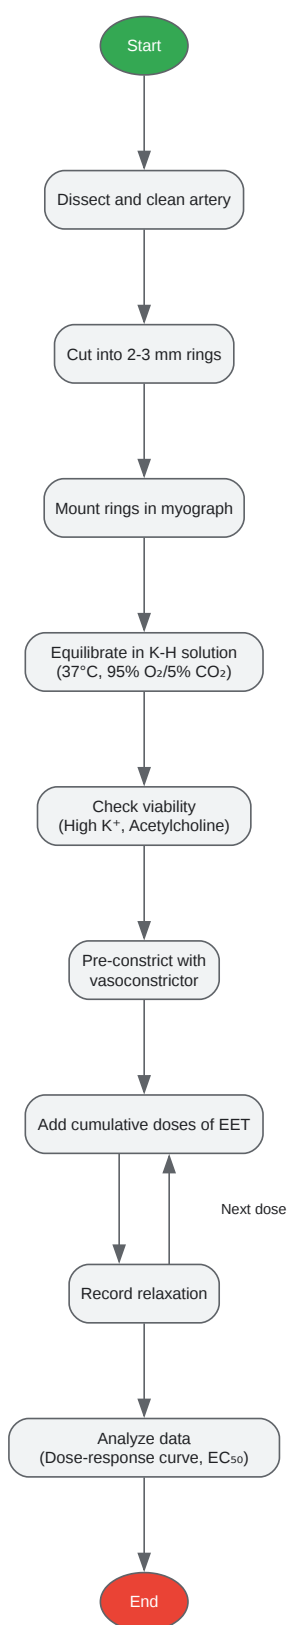 Start
Dissect and clean artery
Cut into 2-3 mm rings
Mount rings in myograph
Equilibrate in K-H solution
(37°C, 95% O₂/5% CO₂)
Check viability
(High K⁺, Acetylcholine)
Pre-constrict with
vasoconstrictor
Add cumulative doses of EET
Next dose
Record relaxation
Analyze data
(Dose-response curve, EC₅₀)
End